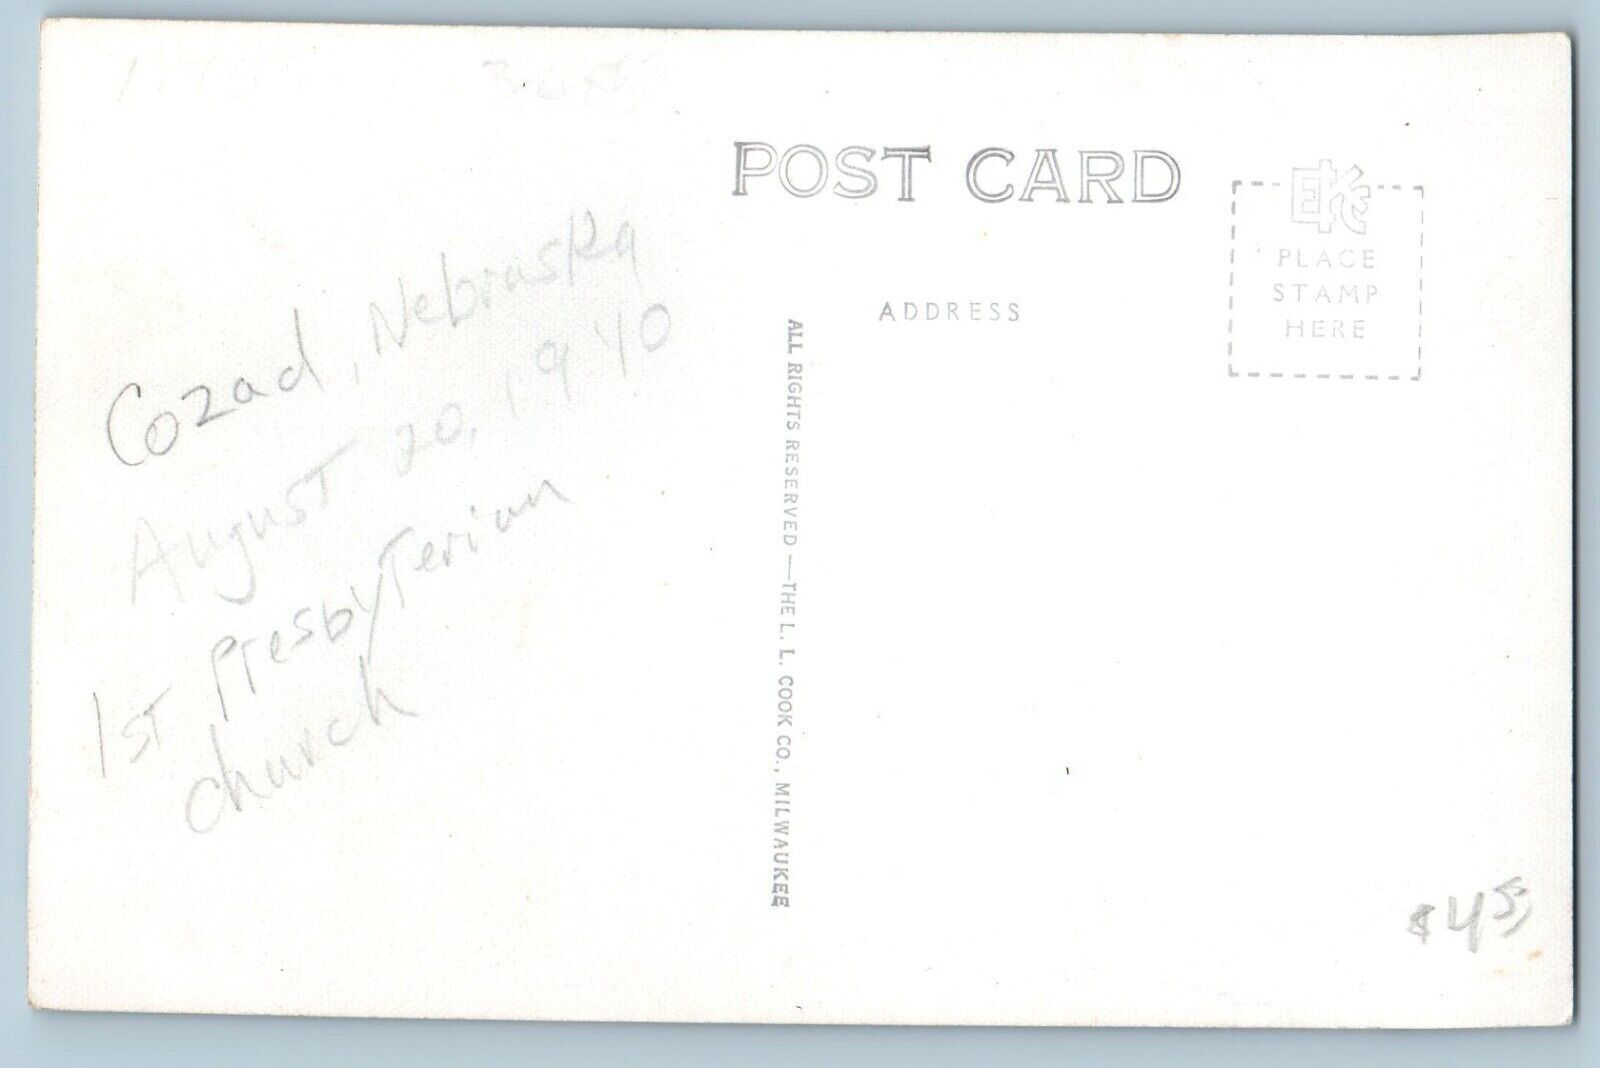 POST CARD
EKC
PLACE
STAMP
HERE
ADDRESS
ALL RIGHTS RESERVED — THE L. L. COOK CO., MILWAUKEE
Cozad, Nebraska
August 20, 1940
1st Presbyterian
church